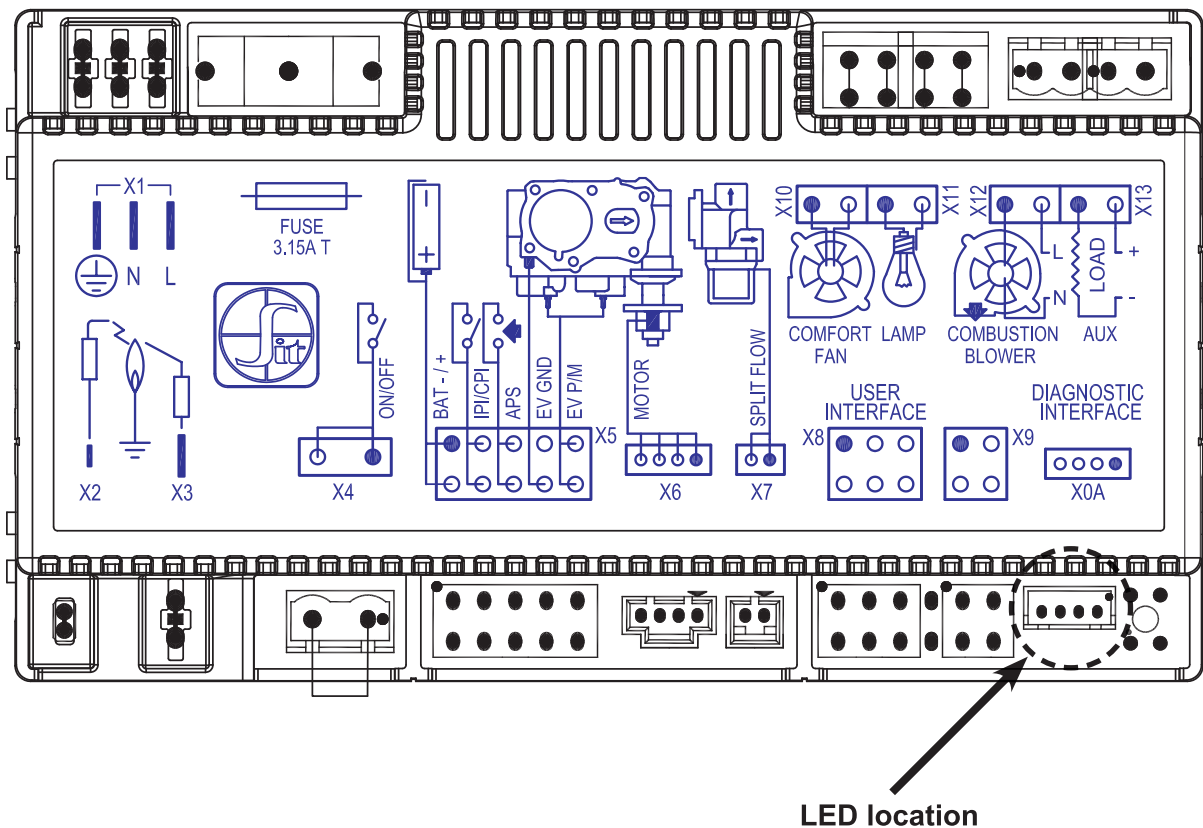 X1
N
L
FUSE
3.15A T
Sit
X2
X3
ON/OFF
X4
-
+
BAT - / +
IPI/CPI
APS
EV GND
EV P/M
X5
MOTOR
X6
SPLIT FLOW
X7
X10
X11
X12
X13
COMFORT
FAN
LAMP
L
N
COMBUSTION
BLOWER
LOAD
+
-
AUX
USER
INTERFACE
X8
X9
DIAGNOSTIC
INTERFACE
X0A
LED location